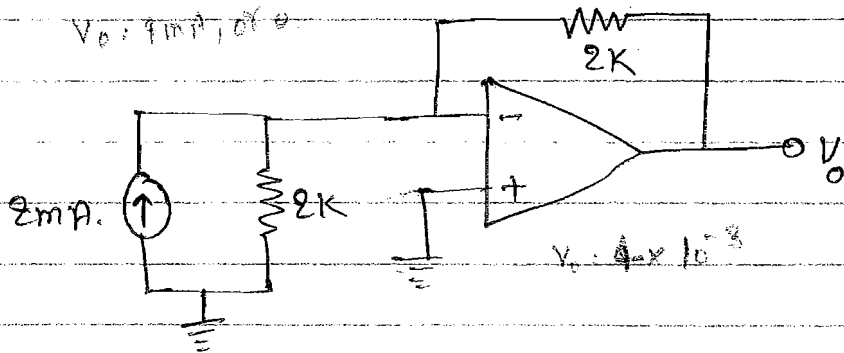 2K
-
+
V₀
2mA.
2K
V₀ : 4 × 10⁻³